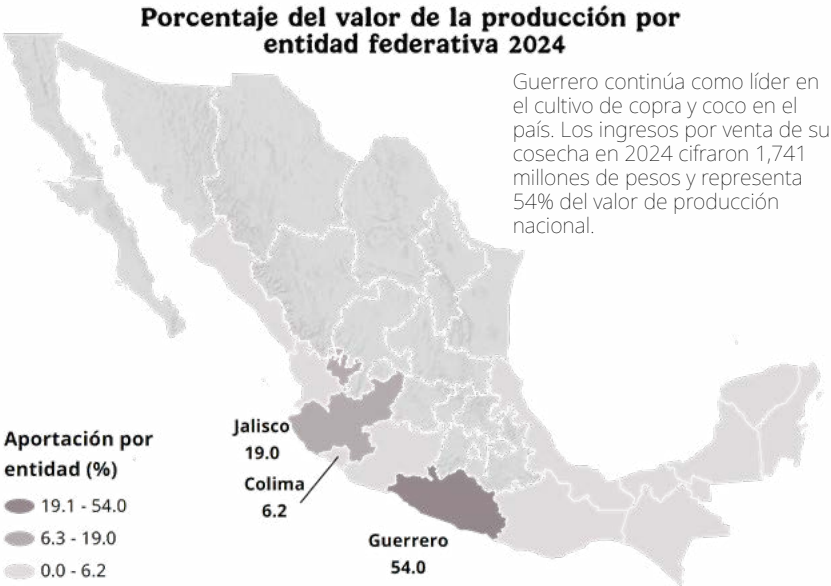 Porcentaje del valor de la producción por
entidad federativa 2024
Guerrero continúa como líder en
el cultivo de copra y coco en el
país. Los ingresos por venta de su
cosecha en 2024 cifraron 1,741
millones de pesos y representa
54% del valor de producción
nacional.
Jalisco
19.0
Colima
6.2
Guerrero
54.0
Aportación por
entidad (%)
19.1 - 54.0
6.3 - 19.0
0.0 - 6.2